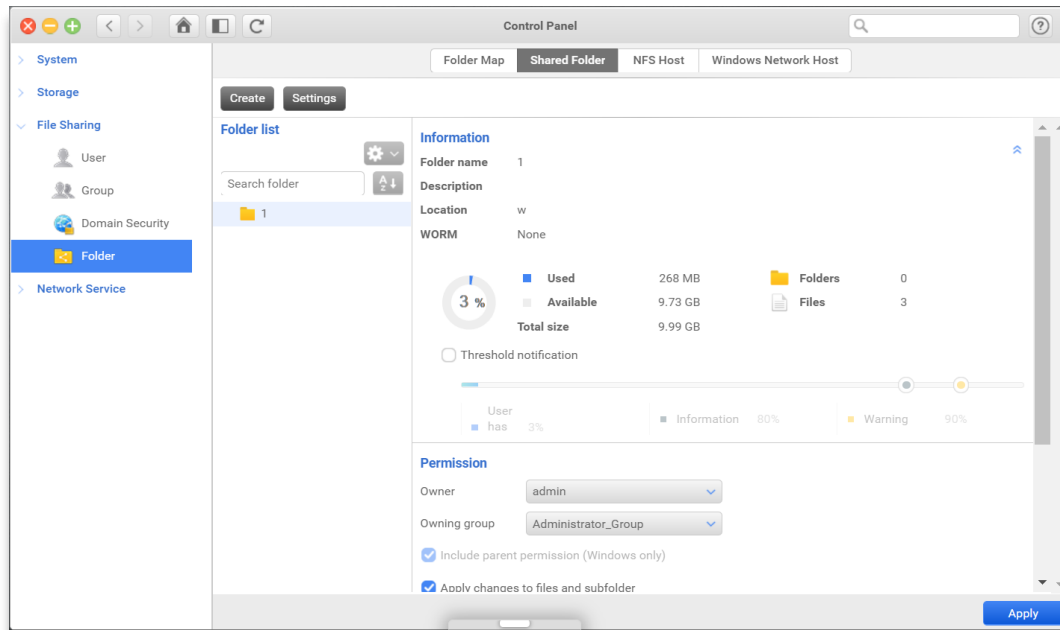 Control Panel
System
Storage
File Sharing
User
Group
Domain Security
Folder
Network Service
Folder Map Shared Folder NFS Host Windows Network Host
Create Settings
Folder list
Search folder
1
Information
Folder name 1
Description
Location w
WORM None
3 %
Used 268 MB Folders 0
Available 9.73 GB Files 3
Total size 9.99 GB
Threshold notification
User
has 3% Information 80% Warning 90%
Permission
Owner admin
Owning group Administrator_Group
Include parent permission (Windows only)
Apply changes to files and subfolder
Apply